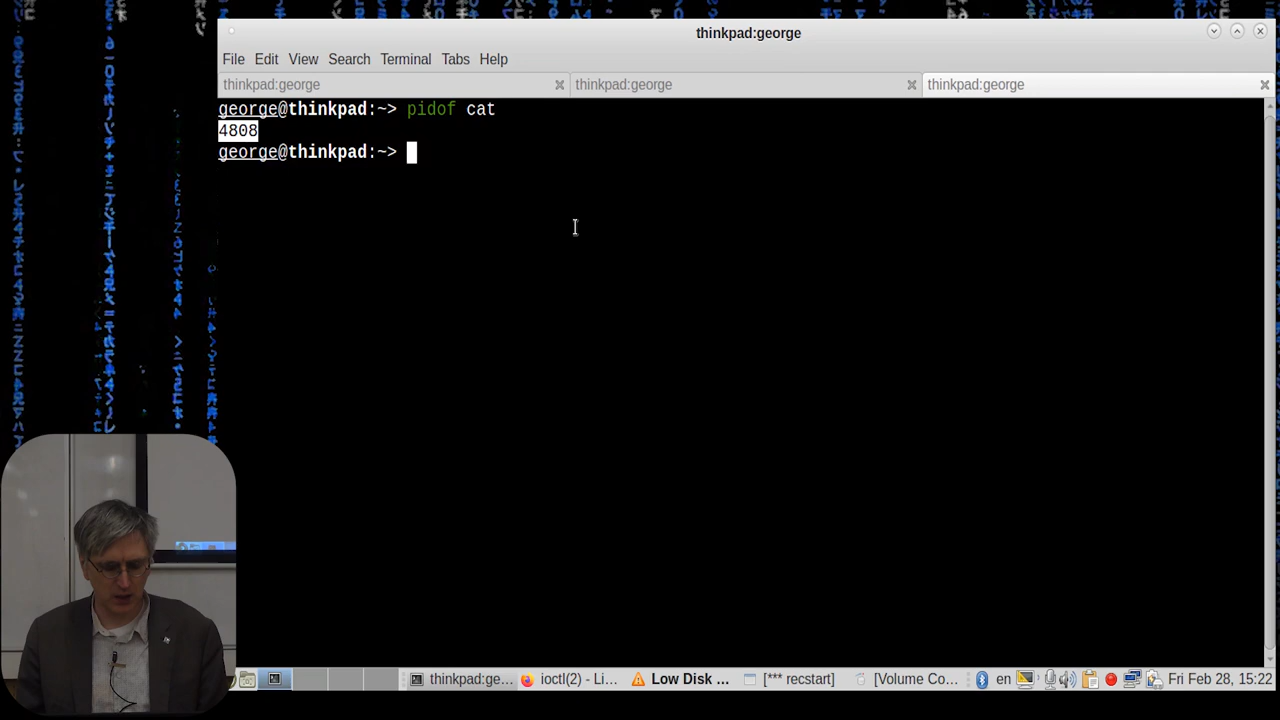 thinkpad:george
File Edit View Search Terminal Tabs Help
thinkpad:george thinkpad:george thinkpad:george
george@thinkpad:~> pidof cat
4808
george@thinkpad:~>
thinkpad:ge... ioctl(2) - Li... Low Disk ... [*** recstart] [Volume Co... en Fri Feb 28, 15:22